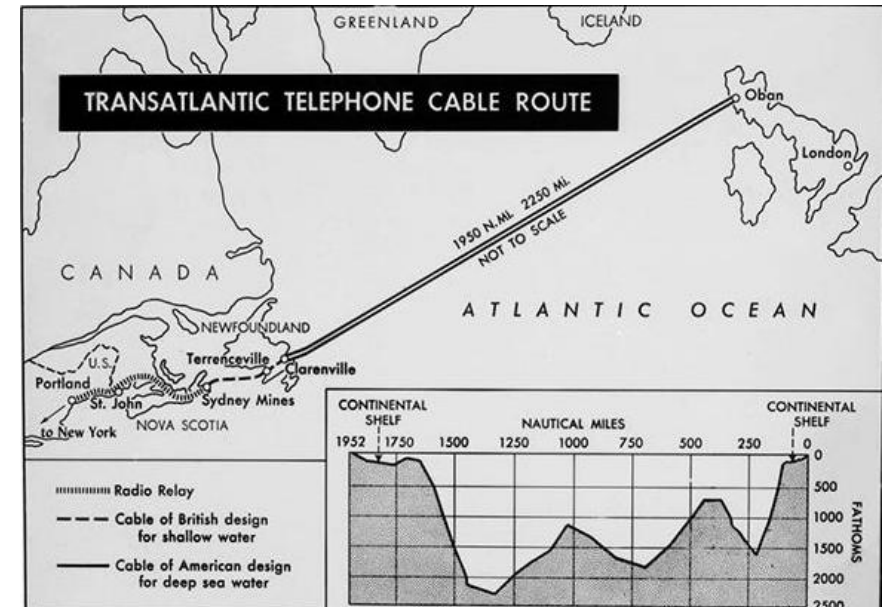 GREENLAND
ICELAND
TRANSATLANTIC TELEPHONE CABLE ROUTE
Oban
London
1950 N.MI. 2250 Mi.
NOT TO SCALE
CANADA
ATLANTIC OCEAN
NEWFOUNDLAND
Terrenceville
Clarenville
U.S.
Portland
St. John
Sydney Mines
to New York
NOVA SCOTIA
Radio Relay
Cable of British design
for shallow water
Cable of American design
for deep sea water
CONTINENTAL
SHELF
NAUTICAL MILES
CONTINENTAL
SHELF
1952 1750 1500 1250 1000 750 500 250 0
0
500
1000
1500
2000
2500
FATHOMS